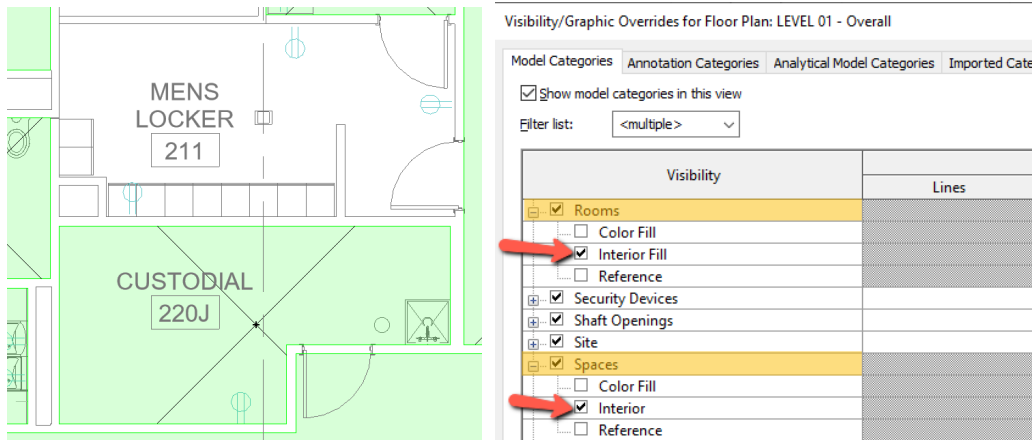 MENS
LOCKER
211
CUSTODIAL
220J
Visibility/Graphic Overrides for Floor Plan: LEVEL 01 - Overall
Model Categories Annotation Categories Analytical Model Categories Imported Cate
Show model categories in this view
Filter list: <multiple>
Visibility
Lines
Rooms
Color Fill
Interior Fill
Reference
Security Devices
Shaft Openings
Site
Spaces
Color Fill
Interior
Reference